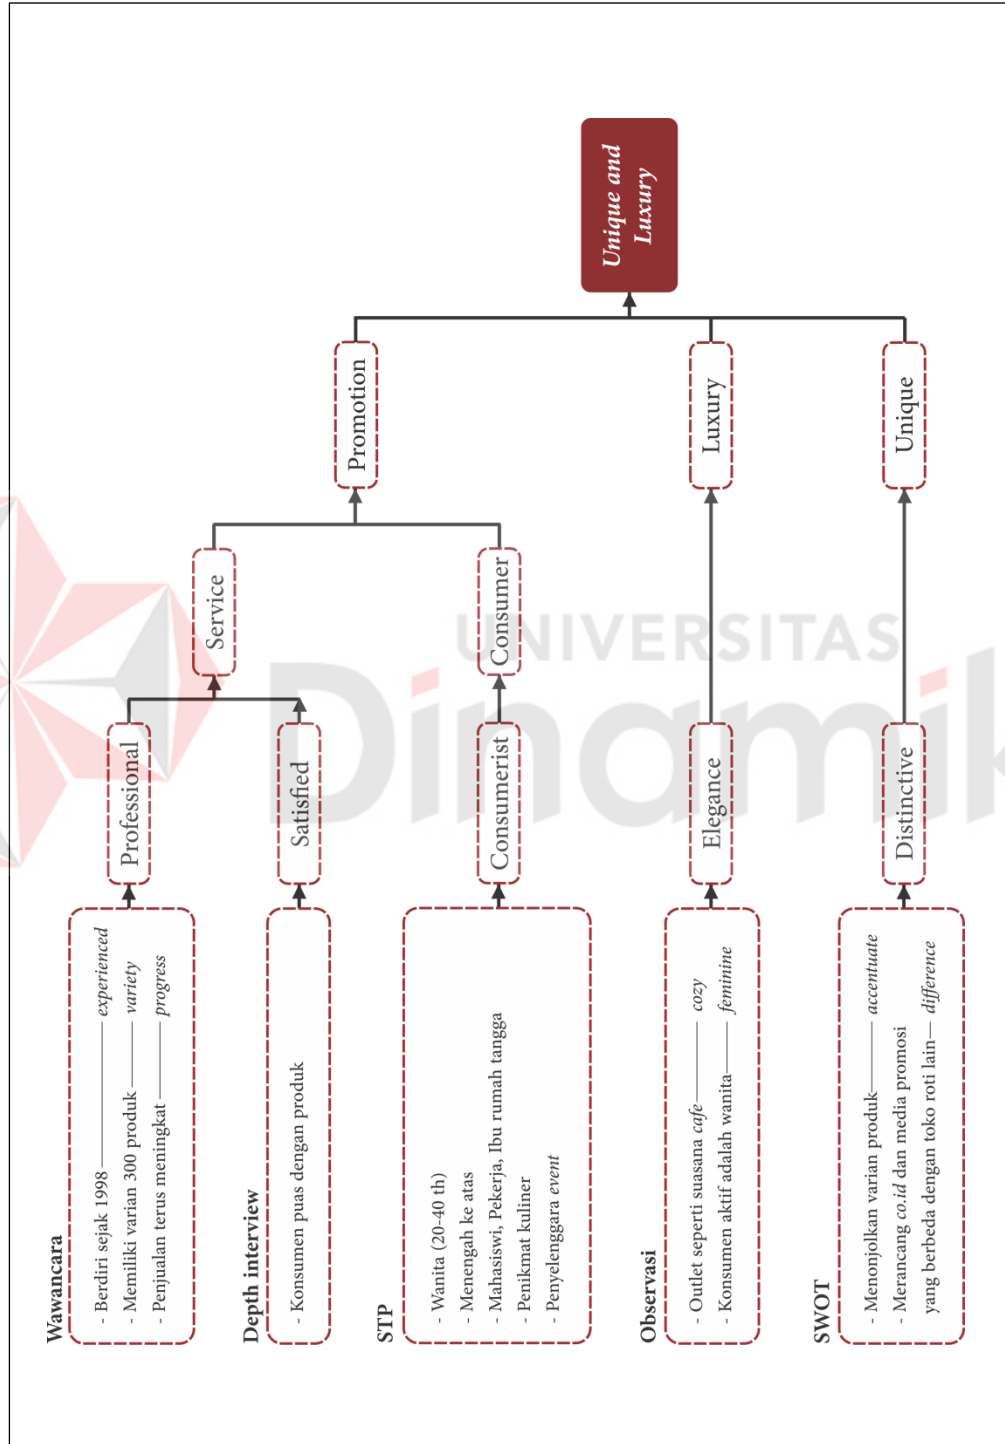 Wawancara
- Berdiri sejak 1998 experienced
- Memiliki varian 300 produk variety
- Penjualan terus meningkat progress
Depth interview
- Konsumen puas dengan produk
STP
- Wanita (20-40 th)
- Menengah ke atas
- Mahasiswi, Pekerja, Ibu rumah tangga
- Penikmat kuliner
- Penyelenggara event
Observasi
- Outlet seperti suasana cafe cozy
- Konsumen aktif adalah wanita feminine
SWOT
- Menonjolkan varian produk accentuate
- Merancang co.id dan media promosi
yang berbeda dengan toko roti lain difference
Professional
Satisfied
Consumerist
Elegance
Distinctive
Service
Consumer
Promotion
Luxury
Unique
Unique and
Luxury
UNIVERSITAS
Dinamik